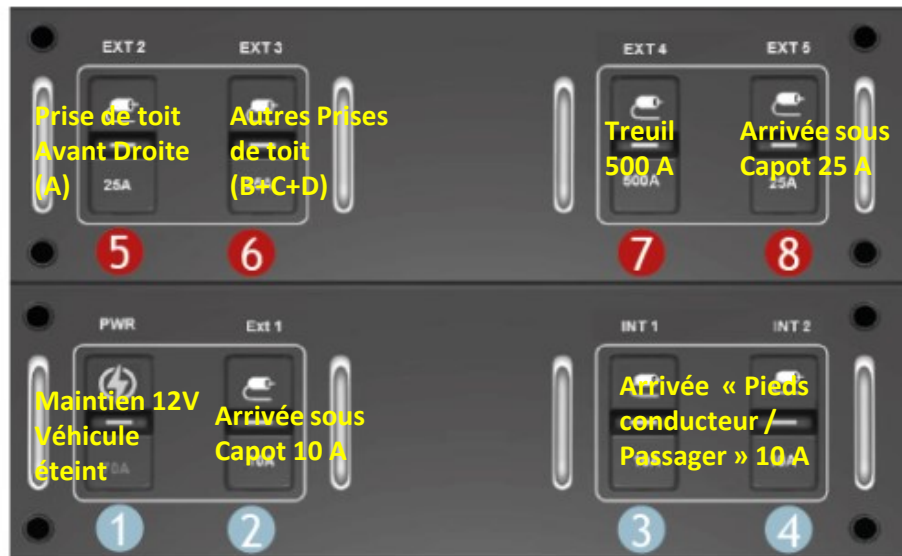 EXT 2
EXT 3
EXT 4
EXT 5
Prise de toit
Avant Droite
(A)
25A
Autres Prises
de toit
(B+C+D)
Treuil
500 A
500A
Arrivée sous
Capot 25 A
25A
5
6
7
8
PWR
Ext 1
INT 1
INT 2
Maintien 12V
Véhicule
éteint
Arrivée sous
Capot 10 A
Arrivée « Pieds
conducteur /
Passager » 10 A
1
2
3
4